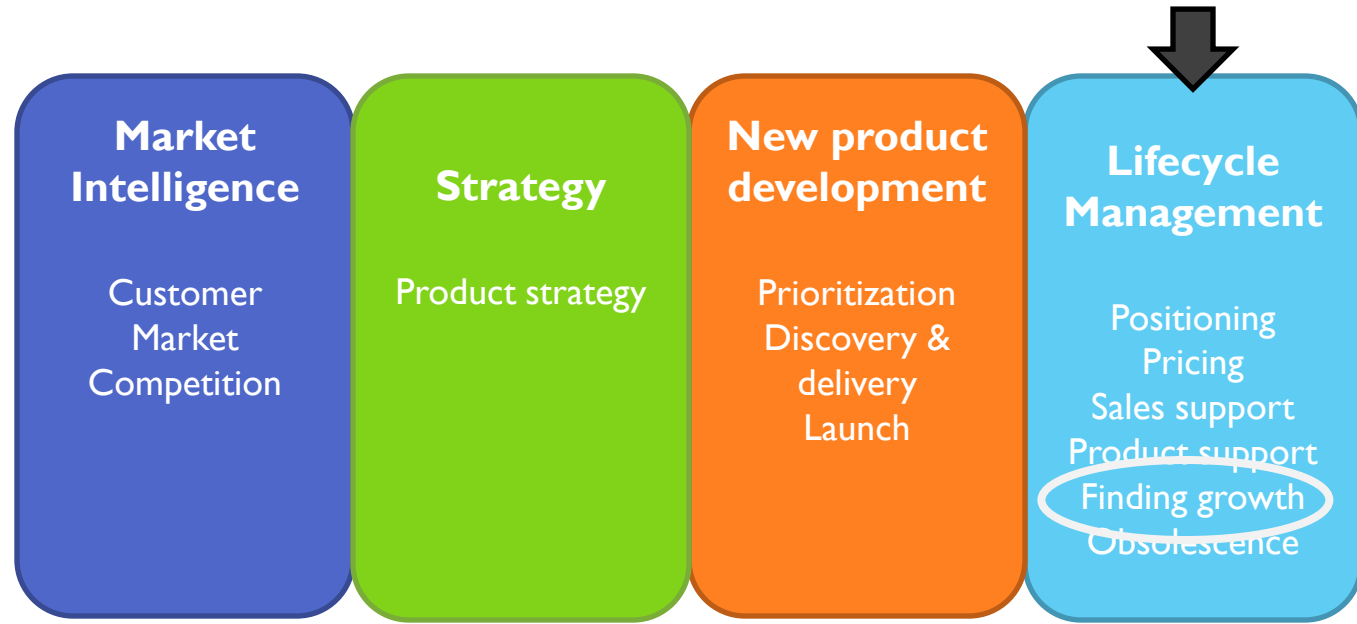 Market
Intelligence
Customer
Market
Competition
Strategy
Product strategy
New product
development
Prioritization
Discovery &
delivery
Launch
Lifecycle
Management
Positioning
Pricing
Sales support
Product support
Finding growth
Obsolescence